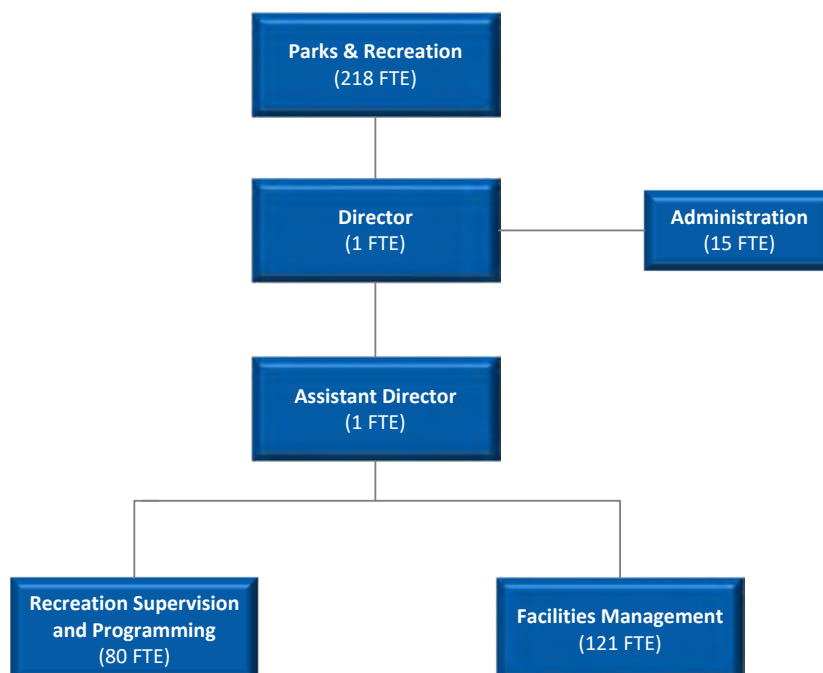 Parks & Recreation
(218 FTE)
Director
(1 FTE)
Administration
(15 FTE)
Assistant Director
(1 FTE)
Recreation Supervision
and Programming
(80 FTE)
Facilities Management
(121 FTE)